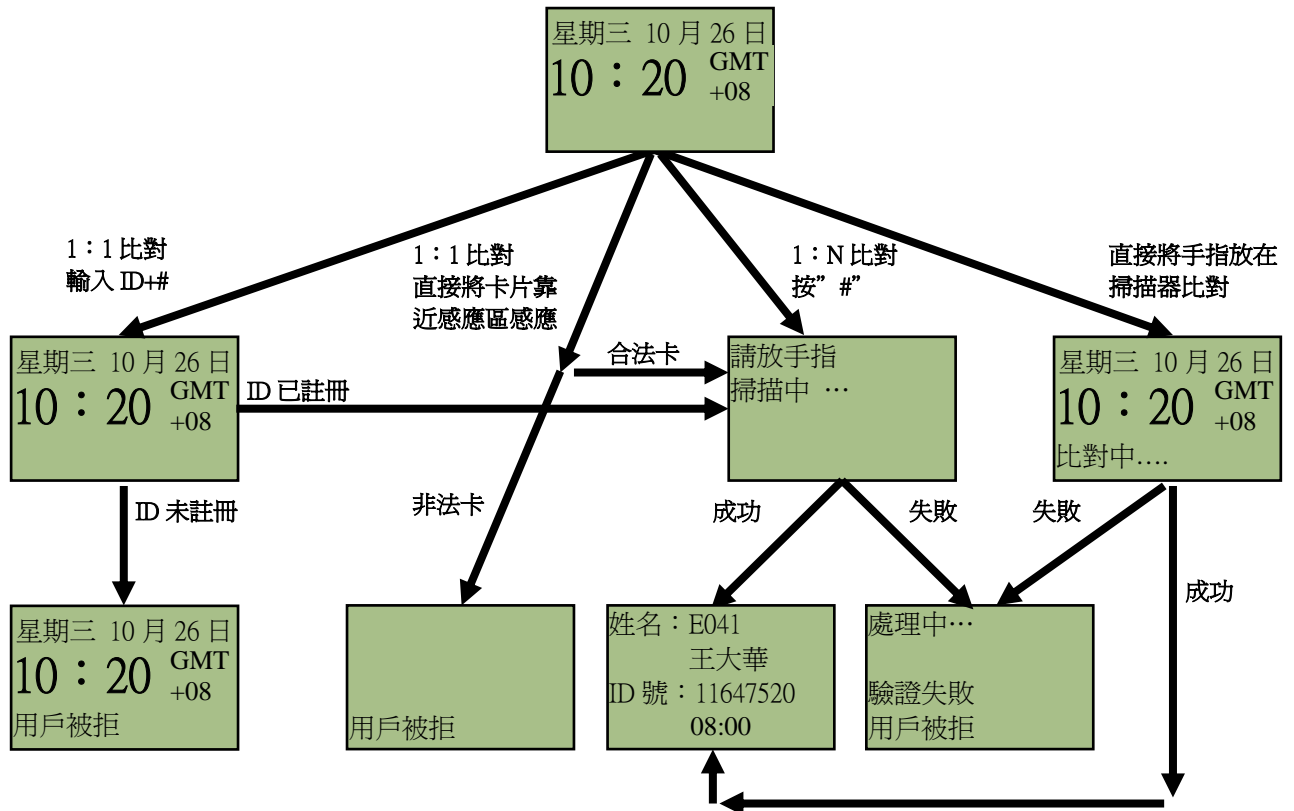 星期三 10 月 26 日
10：20 GMT
+08
1：1 比對
輸入 ID+#
1：1 比對
直接將卡片靠
近感應區感應
1：N 比對
按”#”
直接將手指放在
掃描器比對
星期三 10 月 26 日
10：20 GMT
+08
ID 已註冊
合法卡
請放手指
掃描中 …
星期三 10 月 26 日
10：20 GMT
+08
比對中....
ID 未註冊
非法卡
成功
失敗
失敗
成功
星期三 10 月 26 日
10：20 GMT
+08
用戶被拒
用戶被拒
姓名：E041
王大華
ID 號：11647520
08:00
處理中…
驗證失敗
用戶被拒